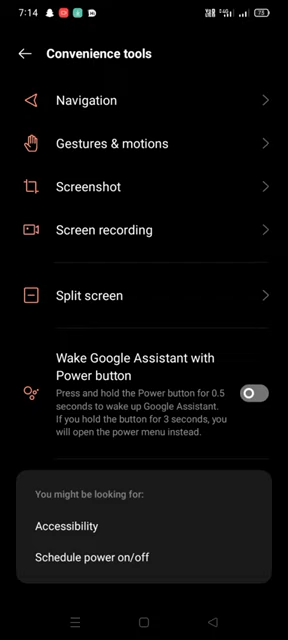 7:14
73
Convenience tools
Navigation
Gestures & motions
Screenshot
Screen recording
Split screen
Wake Google Assistant with
Power button
Press and hold the Power button for 0.5
seconds to wake up Google Assistant.
If you hold the button for 3 seconds, you
will open the power menu instead.
You might be looking for:
Accessibility
Schedule power on/off